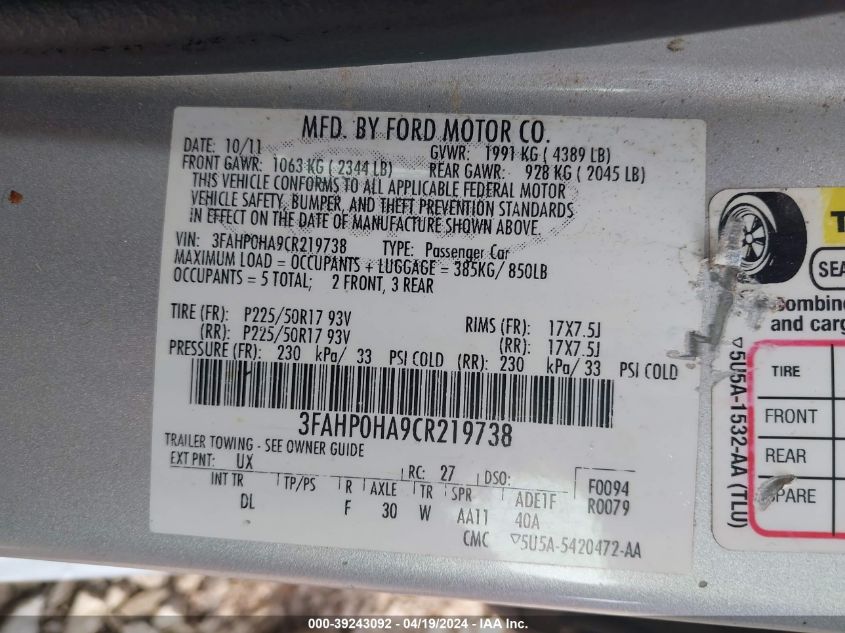 MFD. BY FORD MOTOR CO.
DATE: 10/11 GVWR: 1991 KG ( 4389 LB)
FRONT GAWR: 1063 KG ( 2344 LB) REAR GAWR: 928 KG ( 2045 LB)
THIS VEHICLE CONFORMS TO ALL APPLICABLE FEDERAL MOTOR
VEHICLE SAFETY, BUMPER, AND THEFT PREVENTION STANDARDS
IN EFFECT ON THE DATE OF MANUFACTURE SHOWN ABOVE.
VIN: 3FAHP0HA9CR219738 TYPE: Passenger Car
MAXIMUM LOAD = OCCUPANTS + LUGGAGE = 385KG/ 850LB
OCCUPANTS = 5 TOTAL; 2 FRONT, 3 REAR
TIRE (FR): P225/50R17 93V RIMS (FR): 17X7.5J
(RR): P225/50R17 93V (RR): 17X7.5J
PRESSURE (FR): 230 kPa/ 33 PSI COLD (RR): 230 kPa/ 33 PSI COLD
3FAHP0HA9CR219738
TRAILER TOWING - SEE OWNER GUIDE
EXT PNT: UX RC: 27 DSO: F0094
INT TR TP/PS R AXLE TR SPR ADE1F R0079
DL F 30 W AA11 40A
CMC ▽5U5A-5420472-AA
▽5U5A-1532-AA (TLU)
and
TIRE
FRONT
REAR
000-39243092 - 04/19/2024 - IAAI, Inc.